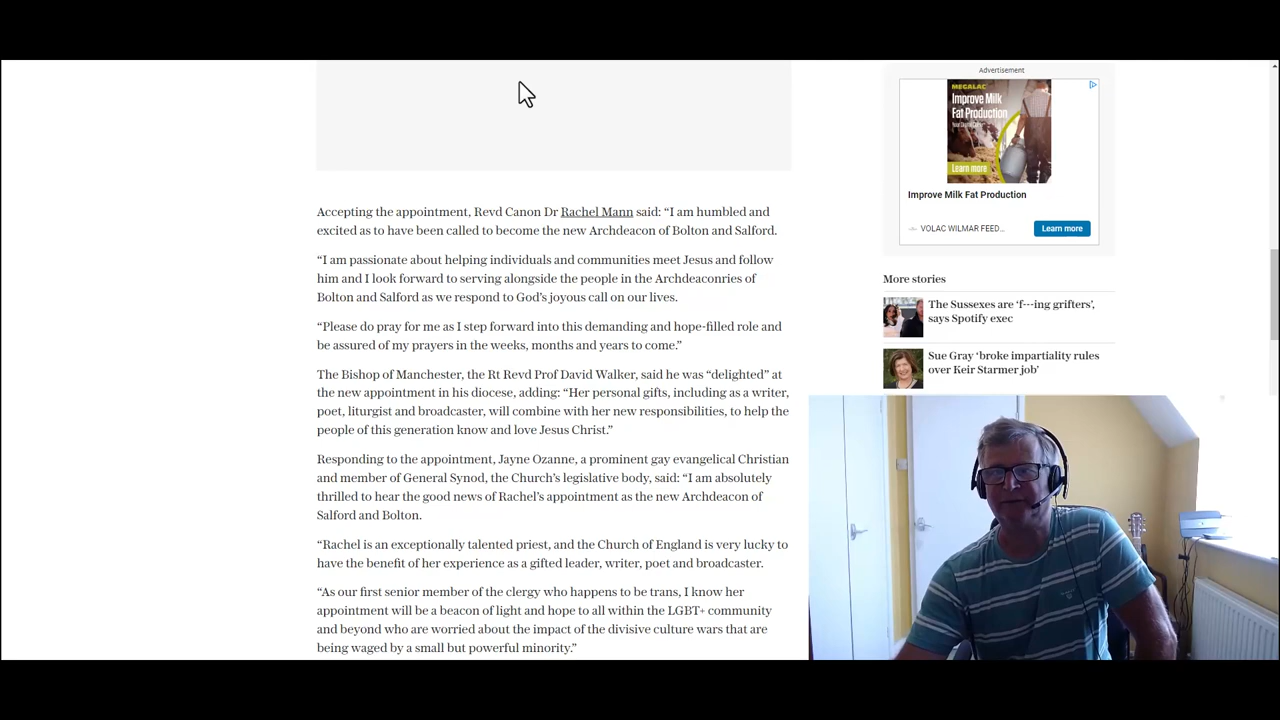 Accepting the appointment, Revd Canon Dr Rachel Mann said: “I am humbled and
excited as to have been called to become the new Archdeacon of Bolton and Salford.
“I am passionate about helping individuals and communities meet Jesus and follow
him and I look forward to serving alongside the people in the Archdeaconries of
Bolton and Salford as we respond to God’s joyous call on our lives.
“Please do pray for me as I step forward into this demanding and hope-filled role and
be assured of my prayers in the weeks, months and years to come.”
The Bishop of Manchester, the Rt Revd Prof David Walker, said he was “delighted” at
the new appointment in his diocese, adding: “Her personal gifts, including as a writer,
poet, liturgist and broadcaster, will combine with her new responsibilities, to help the
people of this generation know and love Jesus Christ.”
Responding to the appointment, Jayne Ozanne, a prominent gay evangelical Christian
and member of General Synod, the Church’s legislative body, said: “I am absolutely
thrilled to hear the good news of Rachel’s appointment as the new Archdeacon of
Salford and Bolton.
“Rachel is an exceptionally talented priest, and the Church of England is very lucky to
have the benefit of her experience as a gifted leader, writer, poet and broadcaster.
“As our first senior member of the clergy who happens to be trans, I know her
appointment will be a beacon of light and hope to all within the LGBT+ community
and beyond who are worried about the impact of the divisive culture wars that are
being waged by a small but powerful minority.”
Advertisement
MEGALAC
Improve Milk
Fat Production
Learn more
Improve Milk Fat Production
VOLAC WILMAR FEED...
Learn more
More stories
The Sussexes are ‘f---ing grifters’,
says Spotify exec
Sue Gray ‘broke impartiality rules
over Keir Starmer job’